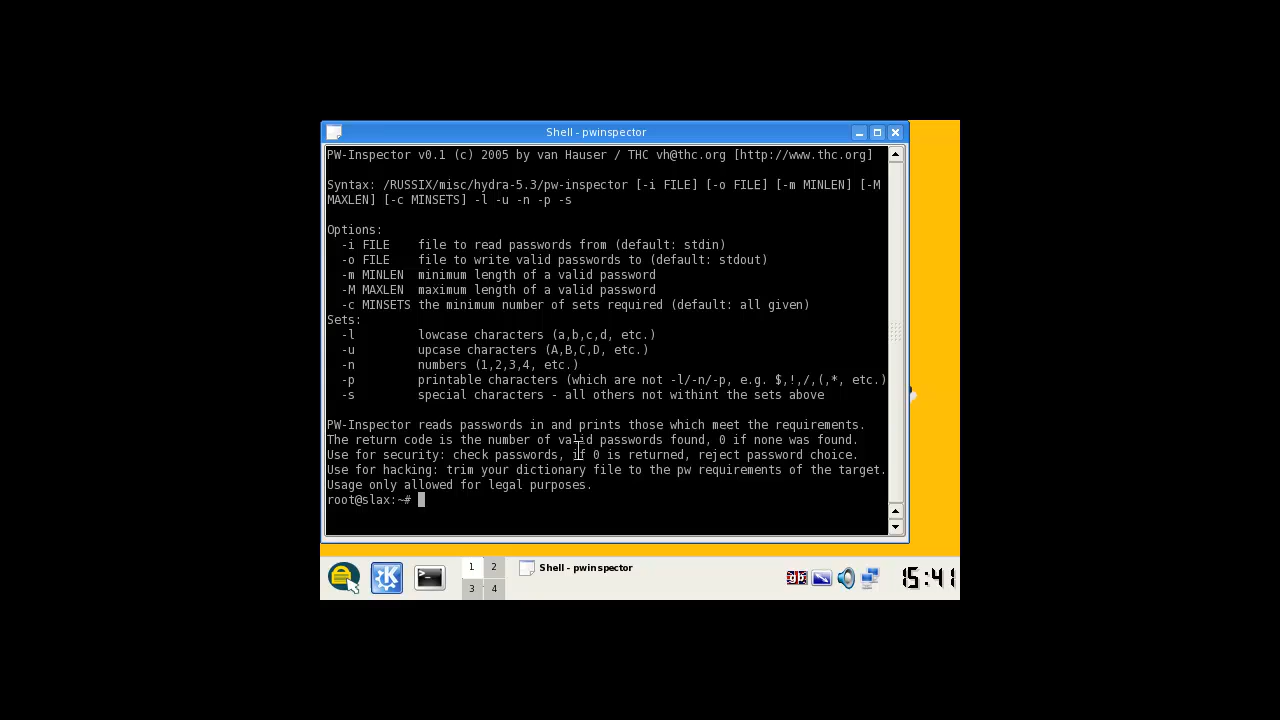 Shell - pwinspector
PW-Inspector v0.1 (c) 2005 by van Hauser / THC vh@thc.org [http://www.thc.org]
Syntax: /RUSSIX/misc/hydra-5.3/pw-inspector [-i FILE] [-o FILE] [-m MINLEN] [-M
MAXLEN] [-c MINSETS] -l -u -n -p -s
Options:
-i FILE file to read passwords from (default: stdin)
-o FILE file to write valid passwords to (default: stdout)
-m MINLEN minimum length of a valid password
-M MAXLEN maximum length of a valid password
-c MINSETS the minimum number of sets required (default: all given)
Sets:
-l lowcase characters (a,b,c,d, etc.)
-u upcase characters (A,B,C,D, etc.)
-n numbers (1,2,3,4, etc.)
-p printable characters (which are not -l/-n/-p, e.g. $,!,/,(,*, etc.)
-s special characters - all others not withint the sets above
PW-Inspector reads passwords in and prints those which meet the requirements.
The return code is the number of valid passwords found, 0 if none was found.
Use for security: check passwords, if 0 is returned, reject password choice.
Use for hacking: trim your dictionary file to the pw requirements of the target.
Usage only allowed for legal purposes.
root@slax:~#
1 2
3 4
Shell - pwinspector
15:41